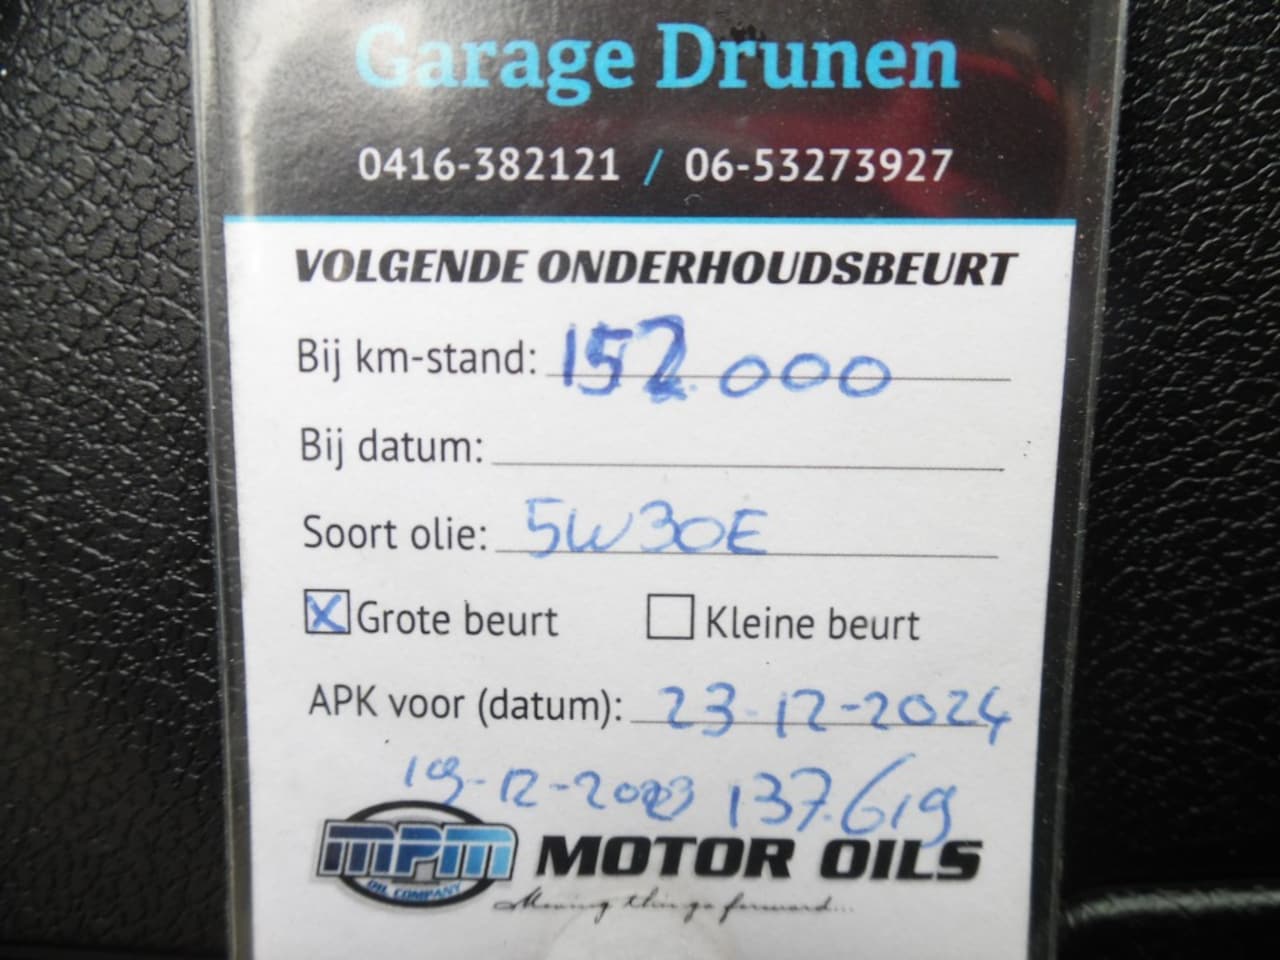 Garage Drunen
0416-382121 / 06-53273927
VOLGENDE ONDERHOUDSBEURT
Bij km-stand: 152.000
Bij datum:
Soort olie: 5W30E
X Grote beurt Kleine beurt
APK voor (datum): 23-12-2024
19-12-2023 137.619
MPM MOTOR OILS
OIL COMPANY
Moving things forward...